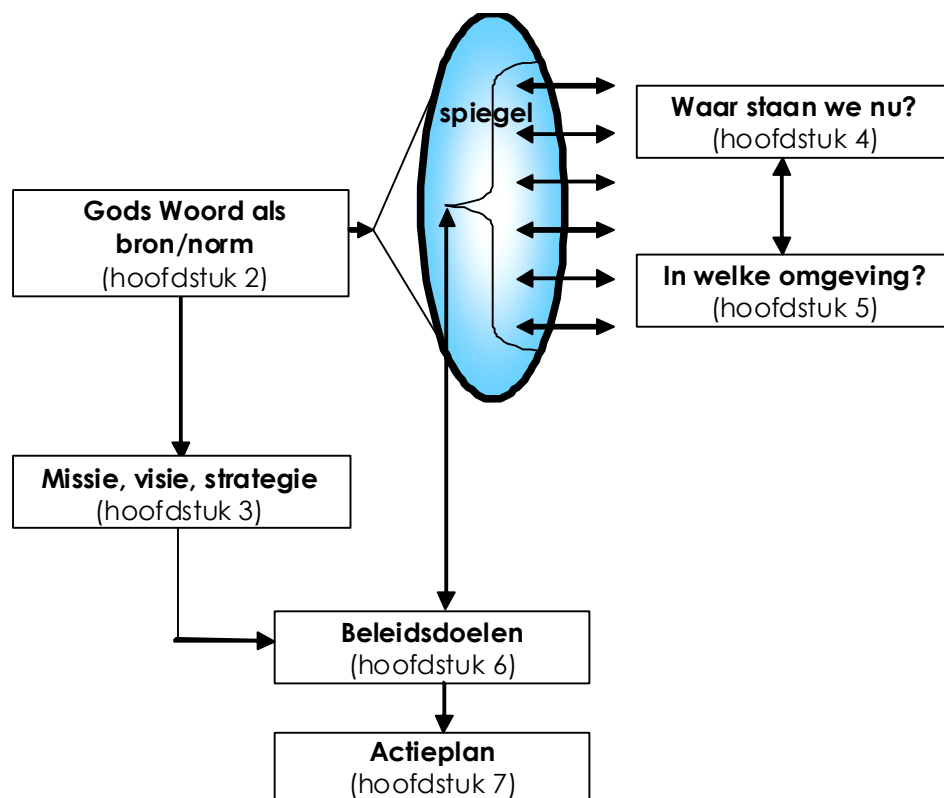 spiegel
Waar staan we nu?
(hoofdstuk 4)
Gods Woord als
bron/norm
(hoofdstuk 2)
In welke omgeving?
(hoofdstuk 5)
Missie, visie, strategie
(hoofdstuk 3)
Beleidsdoelen
(hoofdstuk 6)
Actieplan
(hoofdstuk 7)